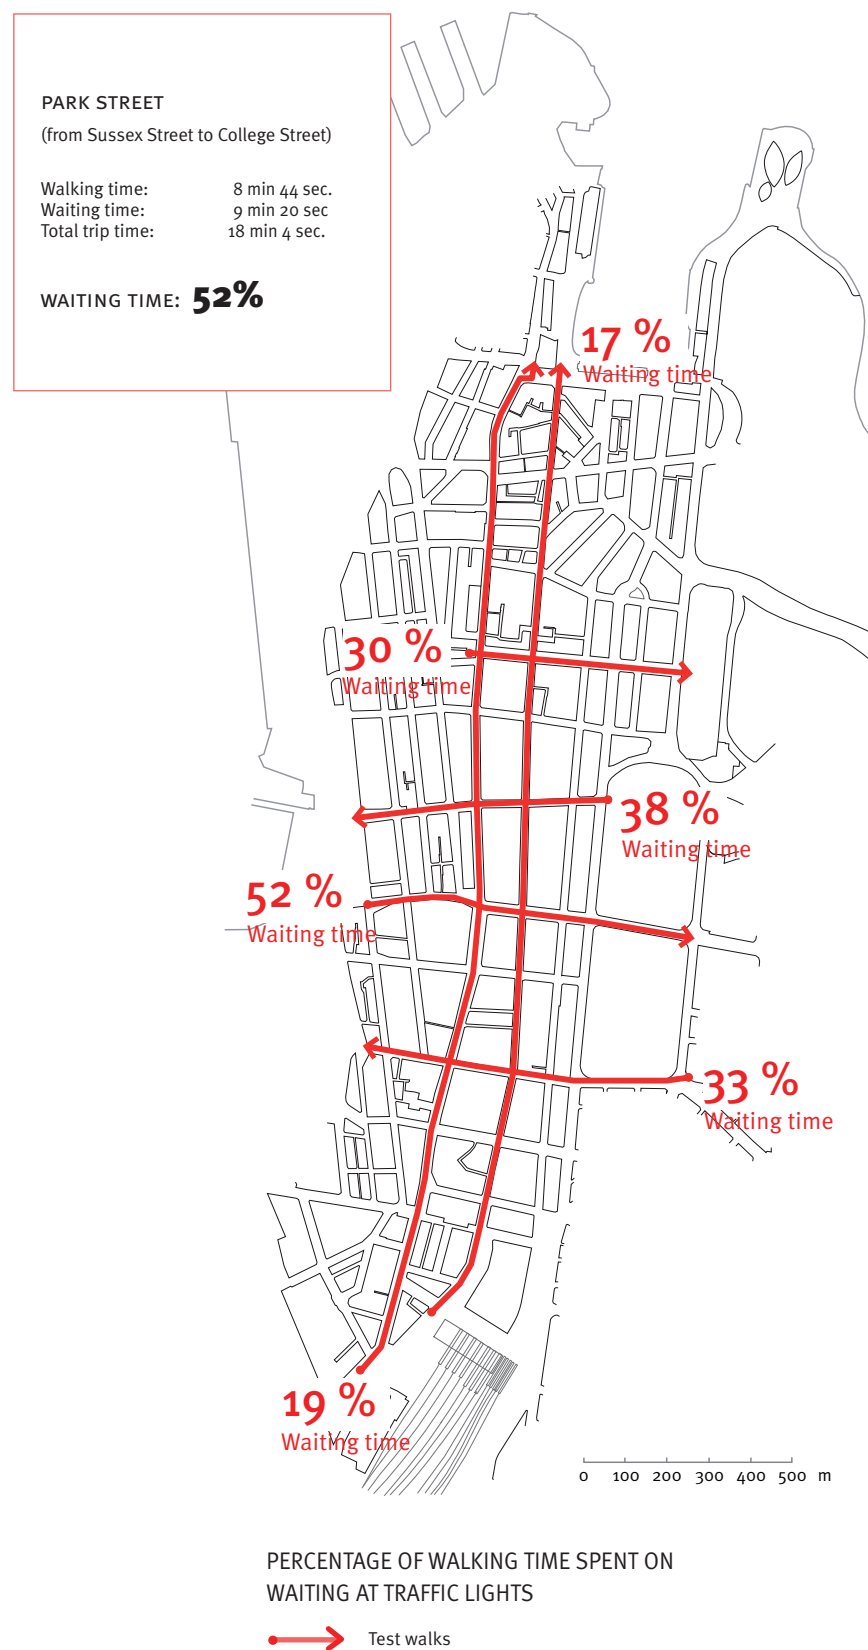 PARK STREET
(from Sussex Street to College Street)
Walking time: 8 min 44 sec.
Waiting time: 9 min 20 sec
Total trip time: 18 min 4 sec.
WAITING TIME: 52%
17 %
Waiting time
30 %
Waiting time
38 %
Waiting time
52 %
Waiting time
33 %
Waiting time
19 %
Waiting time
0 100 200 300 400 500 m
PERCENTAGE OF WALKING TIME SPENT ON
WAITING AT TRAFFIC LIGHTS
Test walks